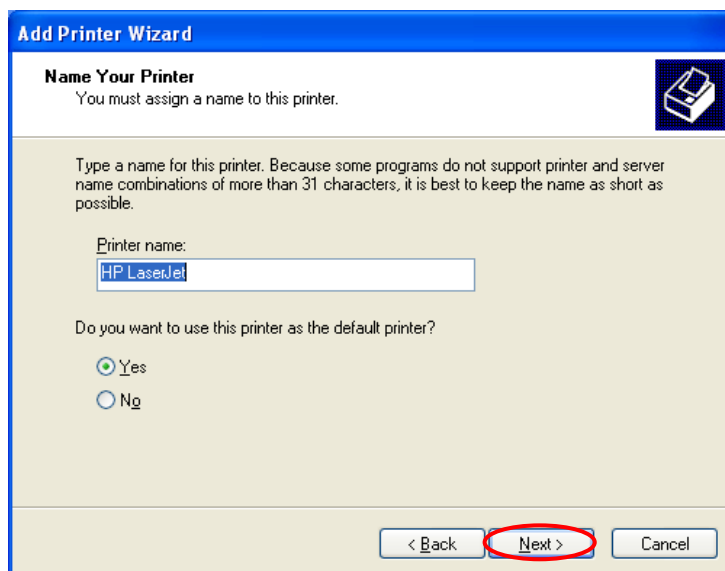 Add Printer Wizard
Name Your Printer
You must assign a name to this printer.
Type a name for this printer. Because some programs do not support printer and server
name combinations of more than 31 characters, it is best to keep the name as short as
possible.
Printer name:
HP LaserJet
Do you want to use this printer as the default printer?
Yes
No
< Back Next > Cancel